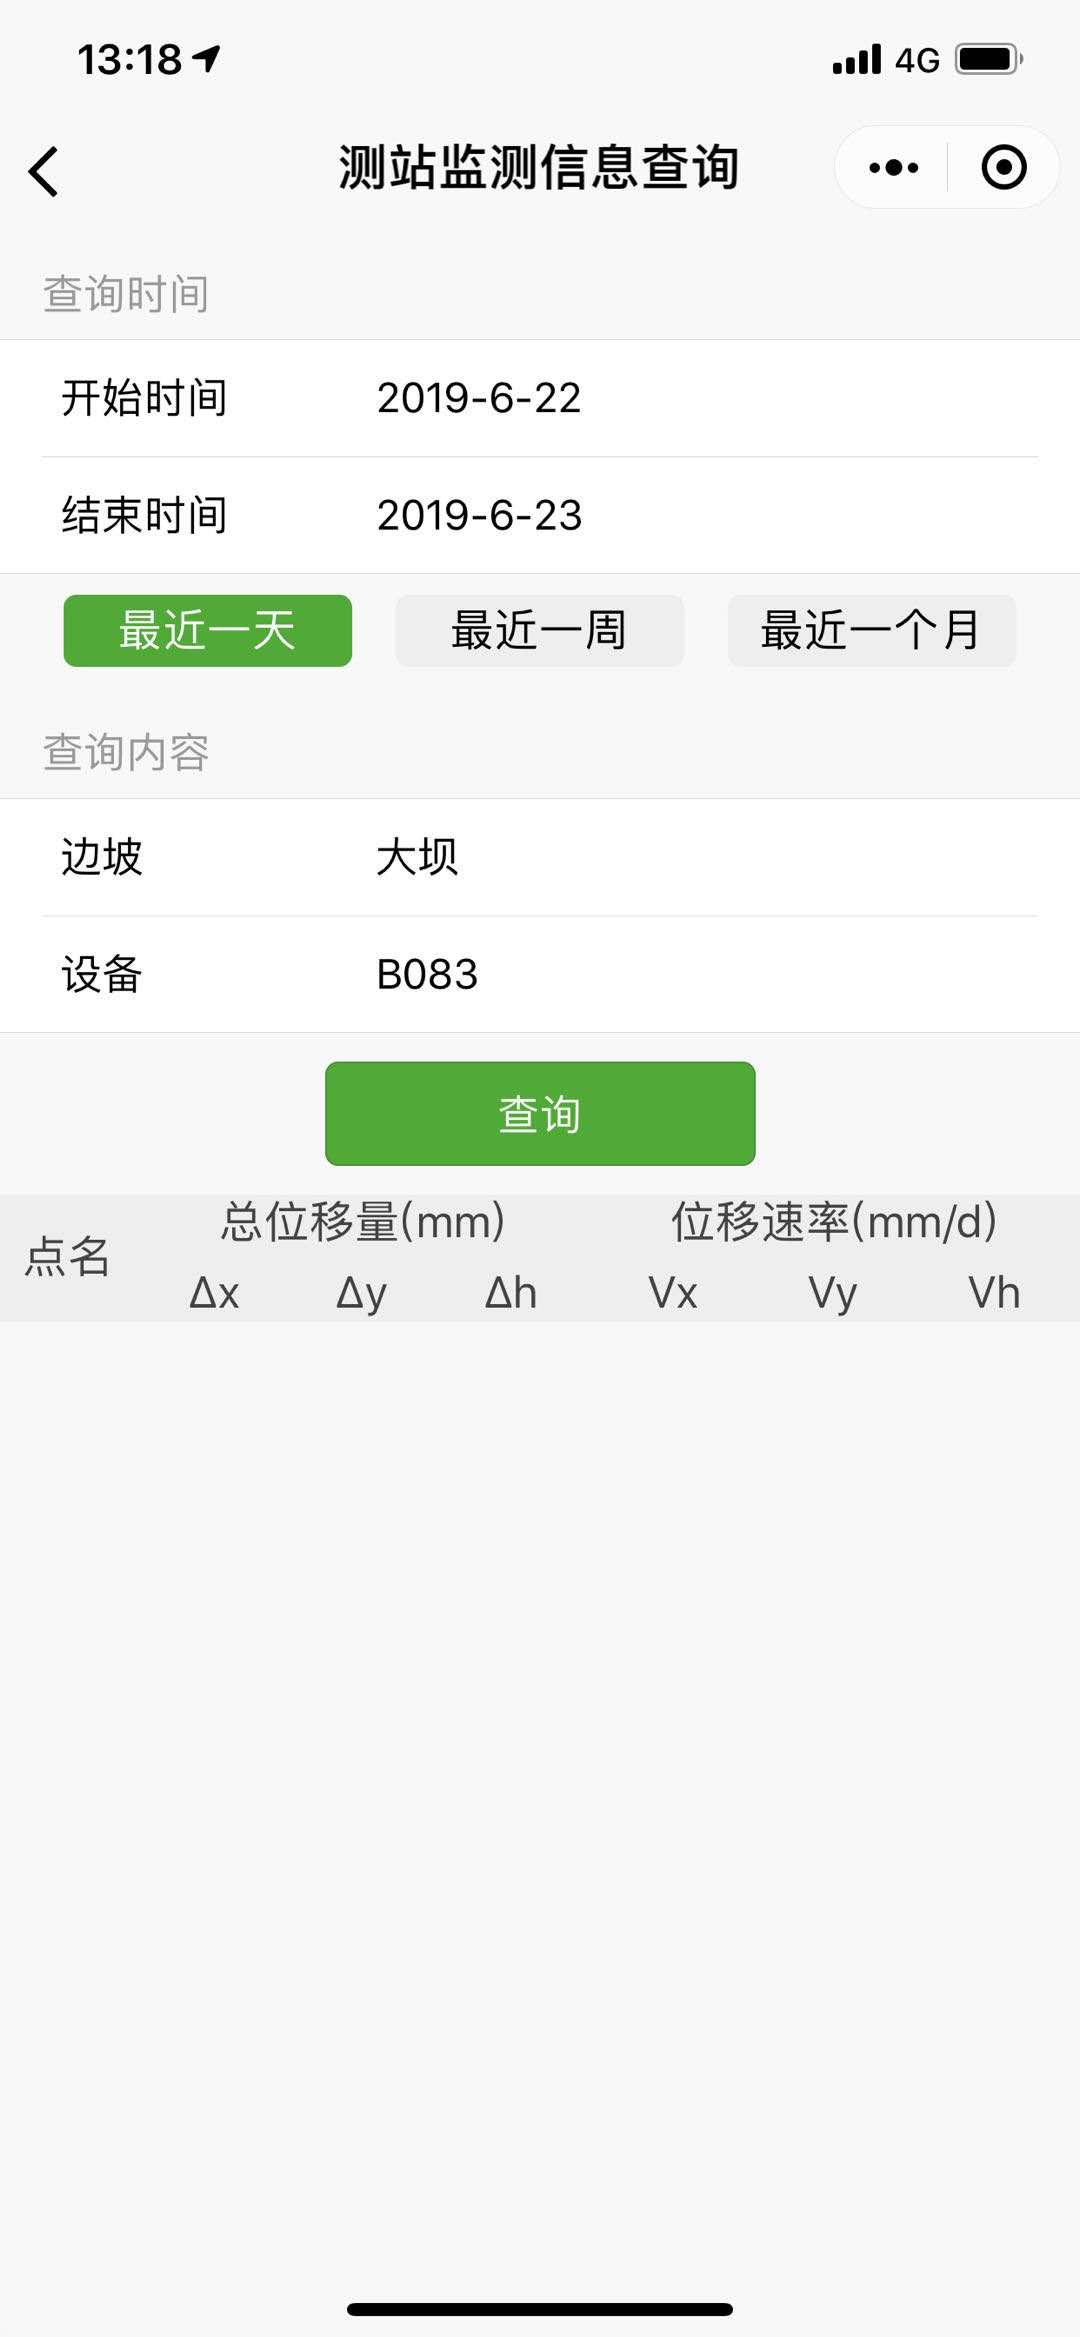 13:18 4G
测站监测信息查询
查询时间
开始时间 2019-6-22
结束时间 2019-6-23
最近一天 最近一周 最近一个月
查询内容
边坡 大坝
设备 B083
查询
点名 总位移量(mm) 位移速率(mm/d)
Δx Δy Δh Vx Vy Vh